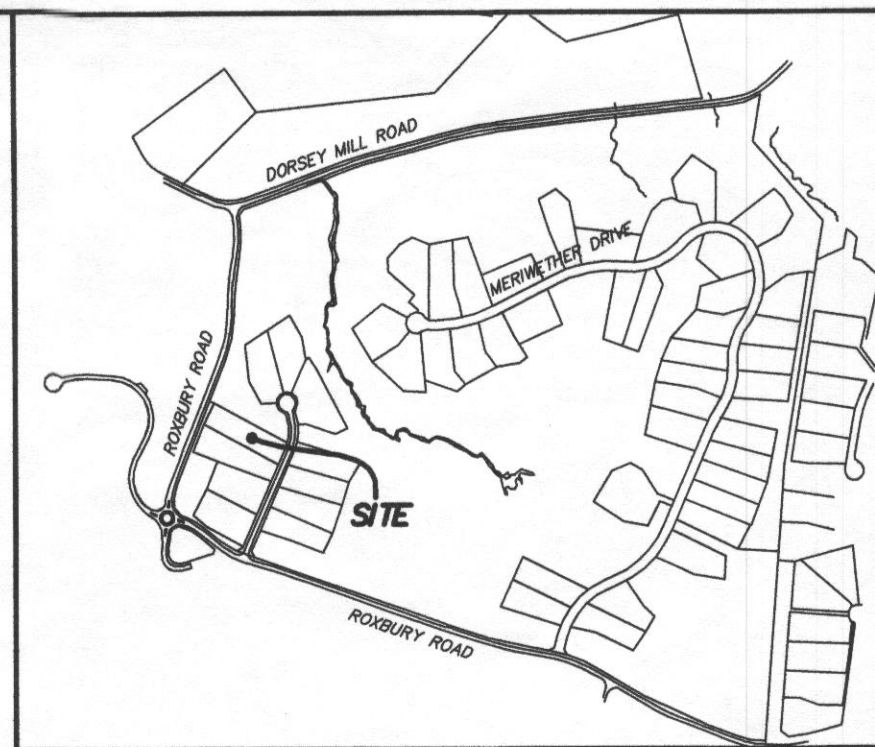 DORSEY MILL ROAD
MERIWETHER DRIVE
ROXBURY ROAD
SITE
ROXBURY ROAD